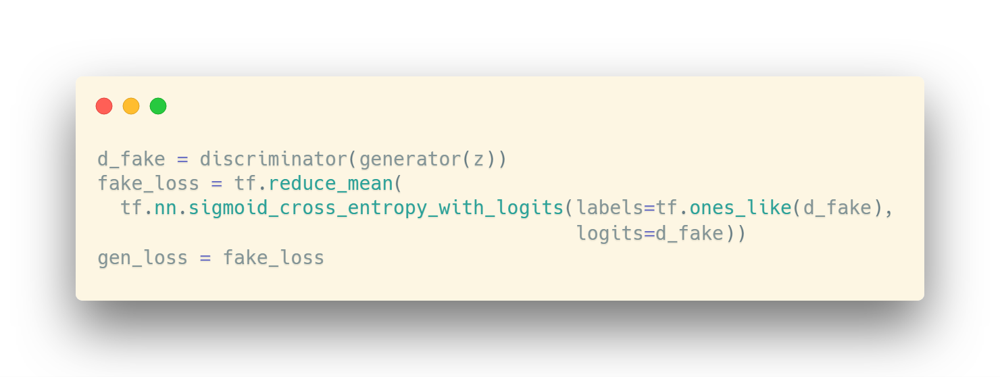 d_fake = discriminator(generator(z))
fake_loss = tf.reduce_mean(
  tf.nn.sigmoid_cross_entropy_with_logits(labels=tf.ones_like(d_fake),
                                          logits=d_fake))
gen_loss = fake_loss